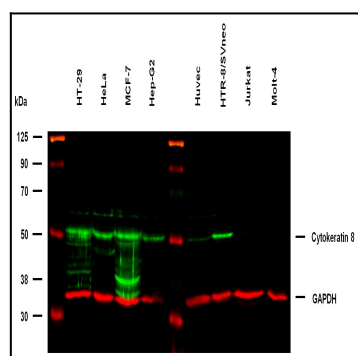 kDa
HT-29
HeLa
MCF-7
Hep-G2
Huvec
HTR-8/SVneo
Jurkat
Molt-4
125
90
70
50
38
30
Cytokeratin 8
GAPDH